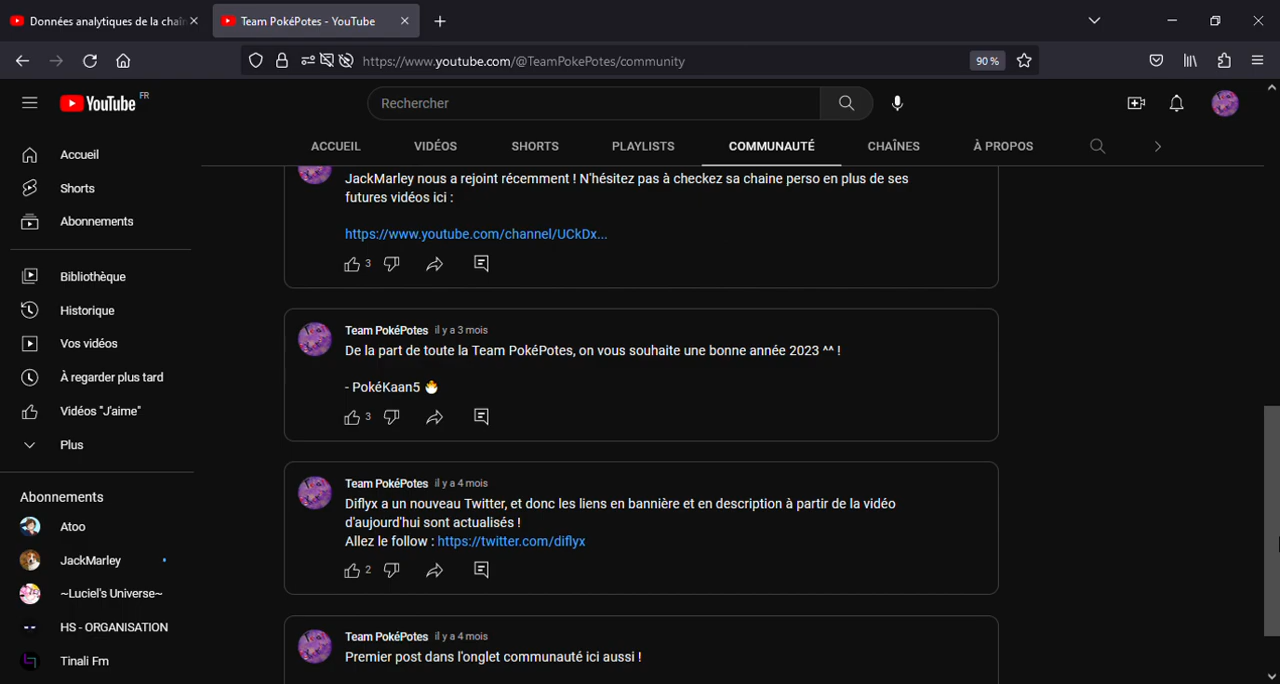 Données analytiques de la chaîn
Team PokéPotes - YouTube
https://www.youtube.com/@TeamPokePotes/community
90 %
YouTube FR
Rechercher
ACCUEIL
VIDÉOS
SHORTS
PLAYLISTS
COMMUNAUTÉ
CHAÎNES
À PROPOS
Accueil
Shorts
Abonnements
Bibliothèque
Historique
Vos vidéos
À regarder plus tard
Vidéos "J'aime"
Plus
Abonnements
Atoo
JackMarley
~Luciel's Universe~
HS - ORGANISATION
Tinali Fm
JackMarley nous a rejoint récemment ! N'hésitez pas à checkez sa chaine perso en plus de ses
futures vidéos ici :
https://www.youtube.com/channel/UCkDx...
3
Team PokéPotes il y a 3 mois
De la part de toute la Team PokéPotes, on vous souhaite une bonne année 2023 ^^ !
- PokéKaan5 🐣
3
Team PokéPotes il y a 4 mois
Diflyx a un nouveau Twitter, et donc les liens en bannière et en description à partir de la vidéo
d'aujourd'hui sont actualisés !
Allez le follow : https://twitter.com/diflyx
2
Team PokéPotes il y a 4 mois
Premier post dans l'onglet communauté ici aussi !